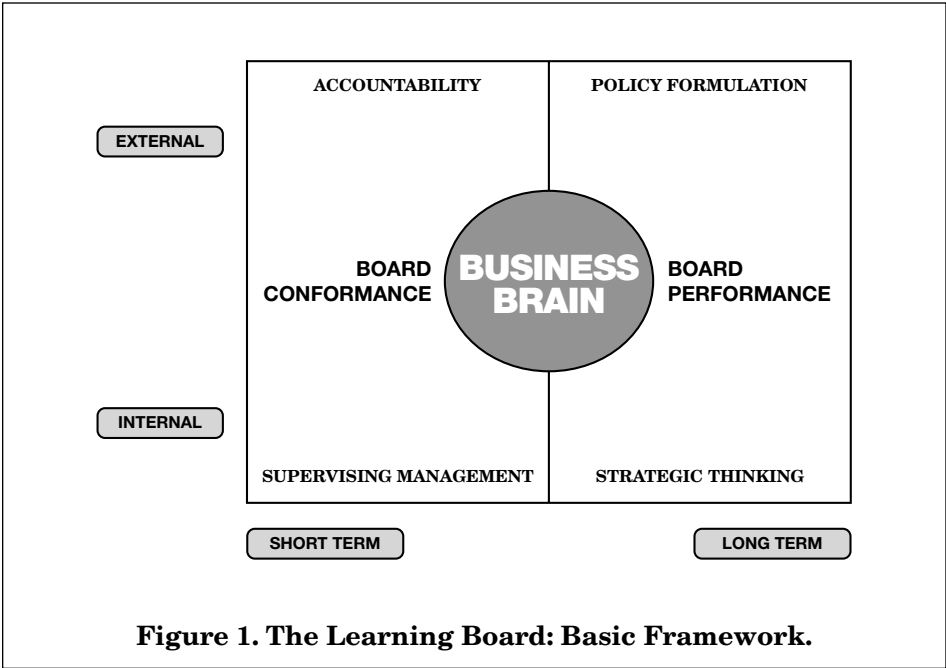 ACCOUNTABILITY
POLICY FORMULATION
EXTERNAL
BOARD
CONFORMANCE
BUSINESS
BRAIN
BOARD
PERFORMANCE
INTERNAL
SUPERVISING MANAGEMENT
STRATEGIC THINKING
SHORT TERM
LONG TERM
Figure 1. The Learning Board: Basic Framework.